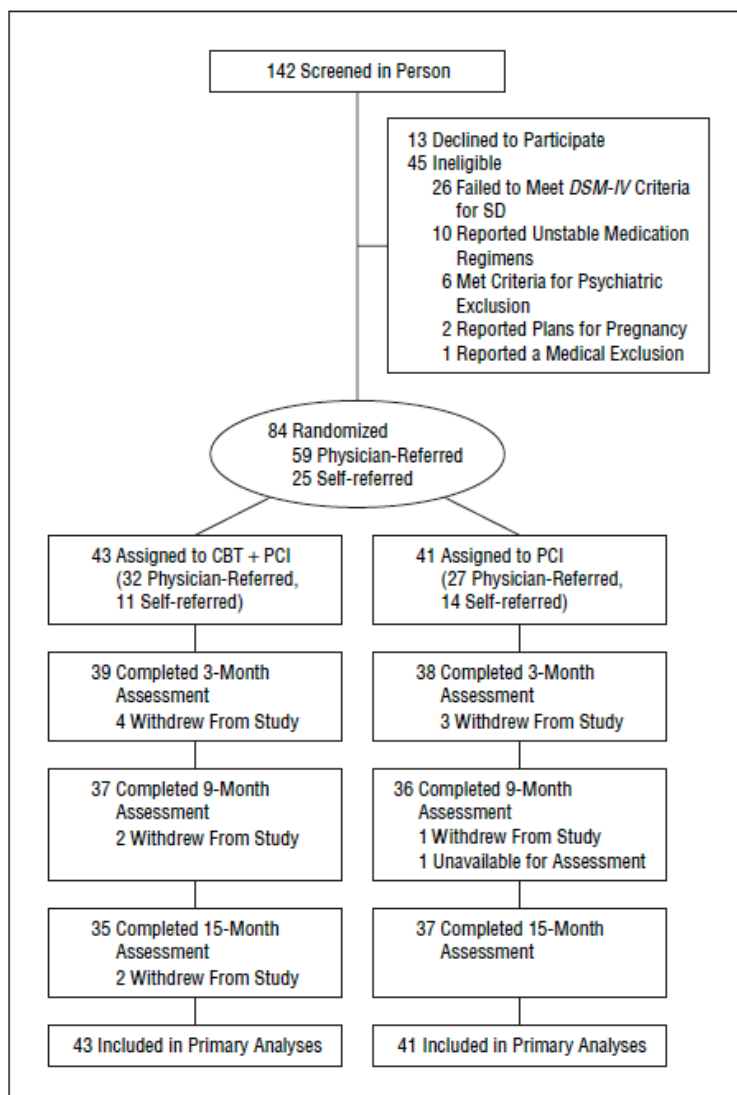 142 Screened in Person
13 Declined to Participate
45 Ineligible
26 Failed to Meet DSM-IV Criteria
for SD
10 Reported Unstable Medication
Regimens
6 Met Criteria for Psychiatric
Exclusion
2 Reported Plans for Pregnancy
1 Reported a Medical Exclusion
84 Randomized
59 Physician-Referred
25 Self-referred
43 Assigned to CBT + PCI
(32 Physician-Referred,
11 Self-referred)
41 Assigned to PCI
(27 Physician-Referred,
14 Self-referred)
39 Completed 3-Month
Assessment
4 Withdrew From Study
38 Completed 3-Month
Assessment
3 Withdrew From Study
37 Completed 9-Month
Assessment
2 Withdrew From Study
36 Completed 9-Month
Assessment
1 Withdrew From Study
1 Unavailable for Assessment
35 Completed 15-Month
Assessment
2 Withdrew From Study
37 Completed 15-Month
Assessment
43 Included in Primary Analyses
41 Included in Primary Analyses